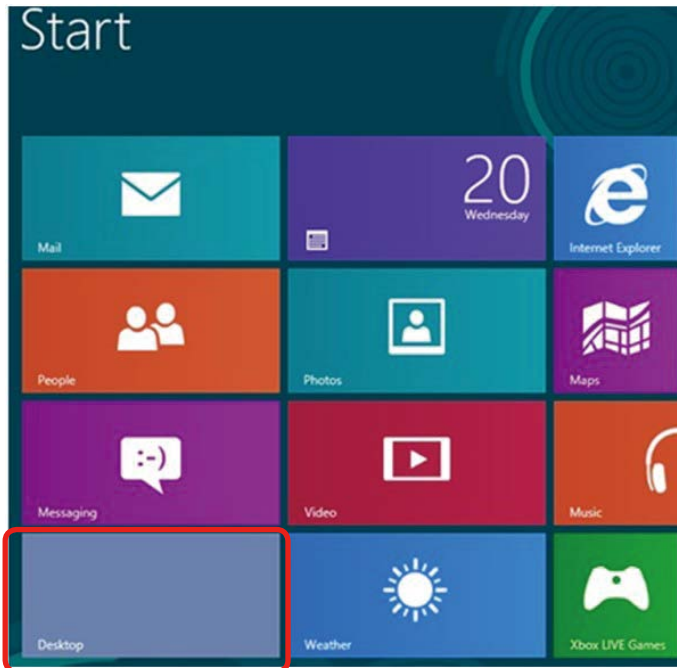 Start
20
Wednesday
Mail
Internet Explorer
People
Photos
Maps
:-)
Messaging
Video
Music
Desktop
Weather
Xbox LIVE Games